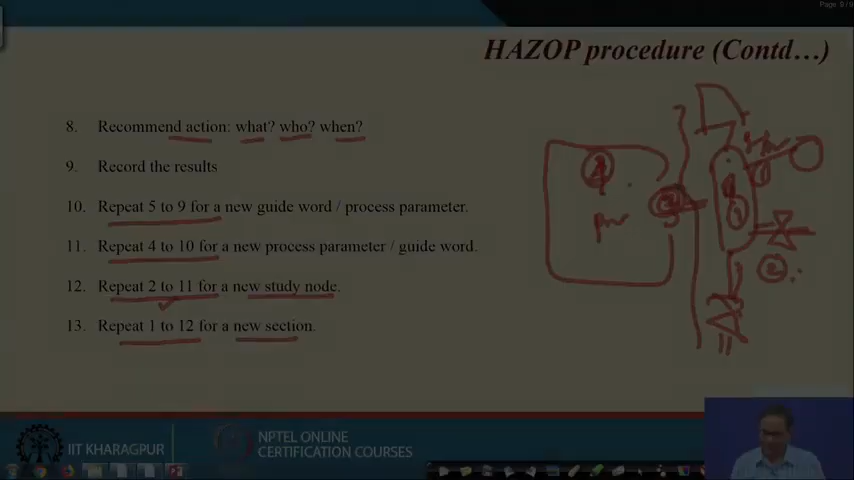 Page 9 / 9
HAZOP procedure (Contd…)
8. Recommend action: what? who? when?
9. Record the results
10. Repeat 5 to 9 for a new guide word / process parameter.
11. Repeat 4 to 10 for a new process parameter / guide word.
12. Repeat 2 to 11 for a new study node.
13. Repeat 1 to 12 for a new section.
IIT KHARAGPUR
NPTEL ONLINE
CERTIFICATION COURSES